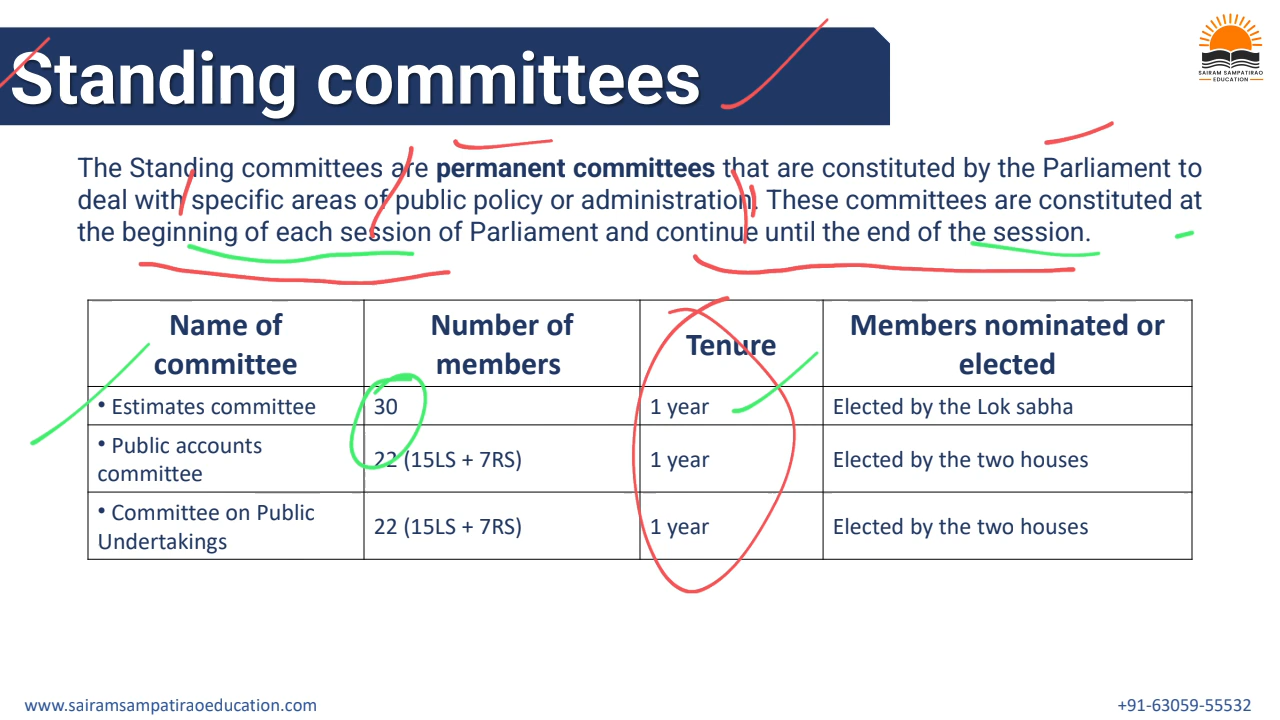 Standing committees
SAIRAM SAMPATIRAO
EDUCATION
The Standing committees are permanent committees that are constituted by the Parliament to
deal with specific areas of public policy or administration. These committees are constituted at
the beginning of each session of Parliament and continue until the end of the session.
Name of
committee
Number of
members
Tenure
Members nominated or
elected
• Estimates committee
30
1 year
Elected by the Lok sabha
• Public accounts
committee
22 (15LS + 7RS)
1 year
Elected by the two houses
• Committee on Public
Undertakings
22 (15LS + 7RS)
1 year
Elected by the two houses
www.sairamsampatiraoeducation.com
+91-63059-55532